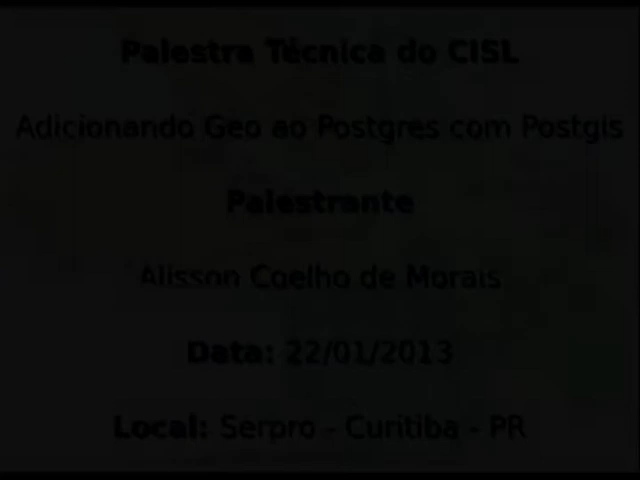 Palestra Técnica do CISL
Adicionando Geo ao Postgres com Postgis
Palestrante
Alisson Coelho de Morais
Data: 22/01/2013
Local: Serpro - Curitiba - PR